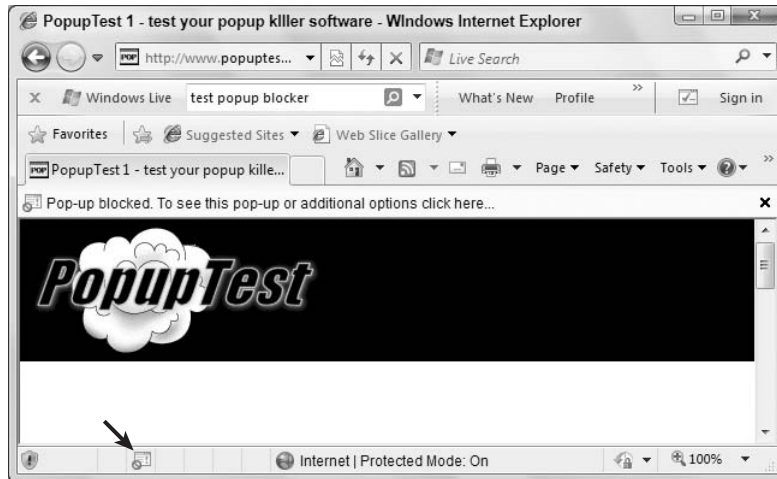 PopupTest 1 - test your popup kIller software - WIndows Internet Explorer
POP http://www.popuptes... Live Search
X Windows Live test popup blocker What's New Profile >> Sign in
Favorites Suggested Sites Web Slice Gallery
POP PopupTest 1 - test your popup kille... Page Safety Tools >>
Pop-up blocked. To see this pop-up or additional options click here...
PopupTest
Internet | Protected Mode: On 100%